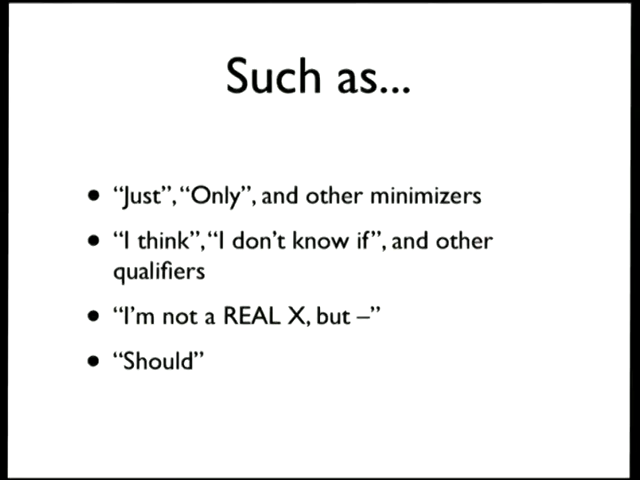 Such as...
• “Just”, “Only”, and other minimizers
• “I think”, “I don’t know if”, and other
qualifiers
• “I’m not a REAL X, but –”
• “Should”